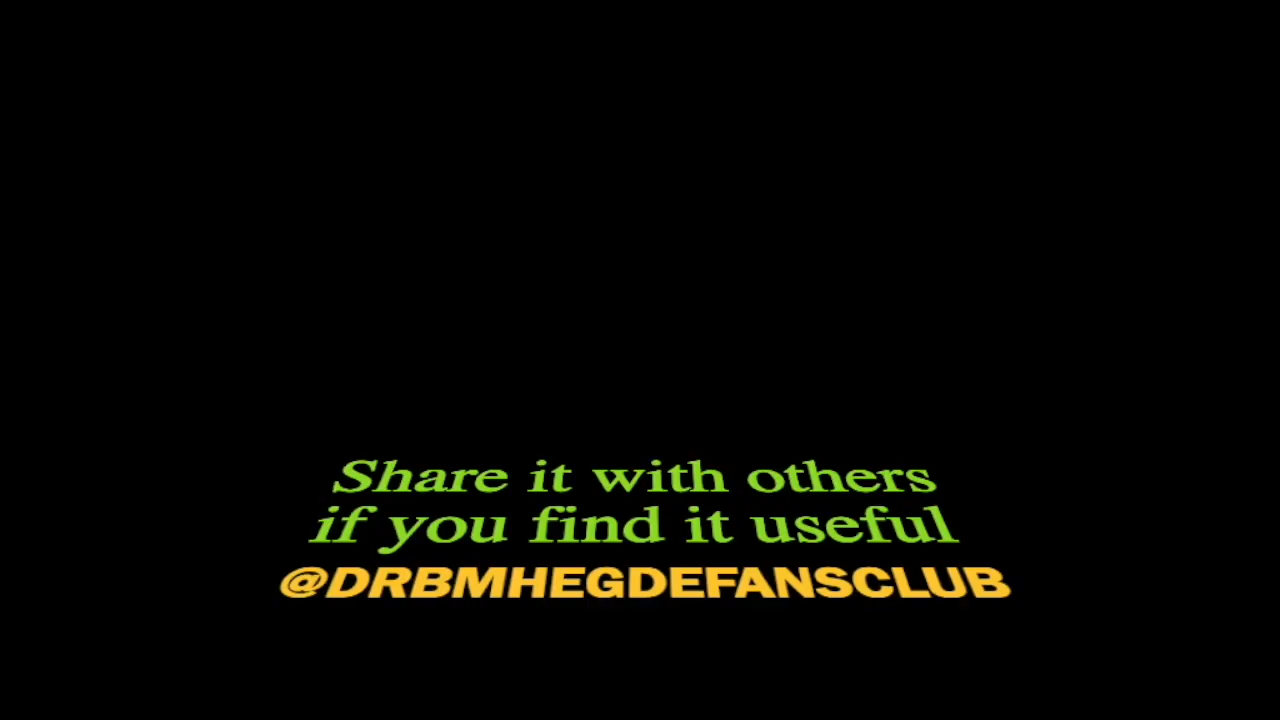 Share it with others
if you find it useful
@DRBMHEGDEFANSCLUB